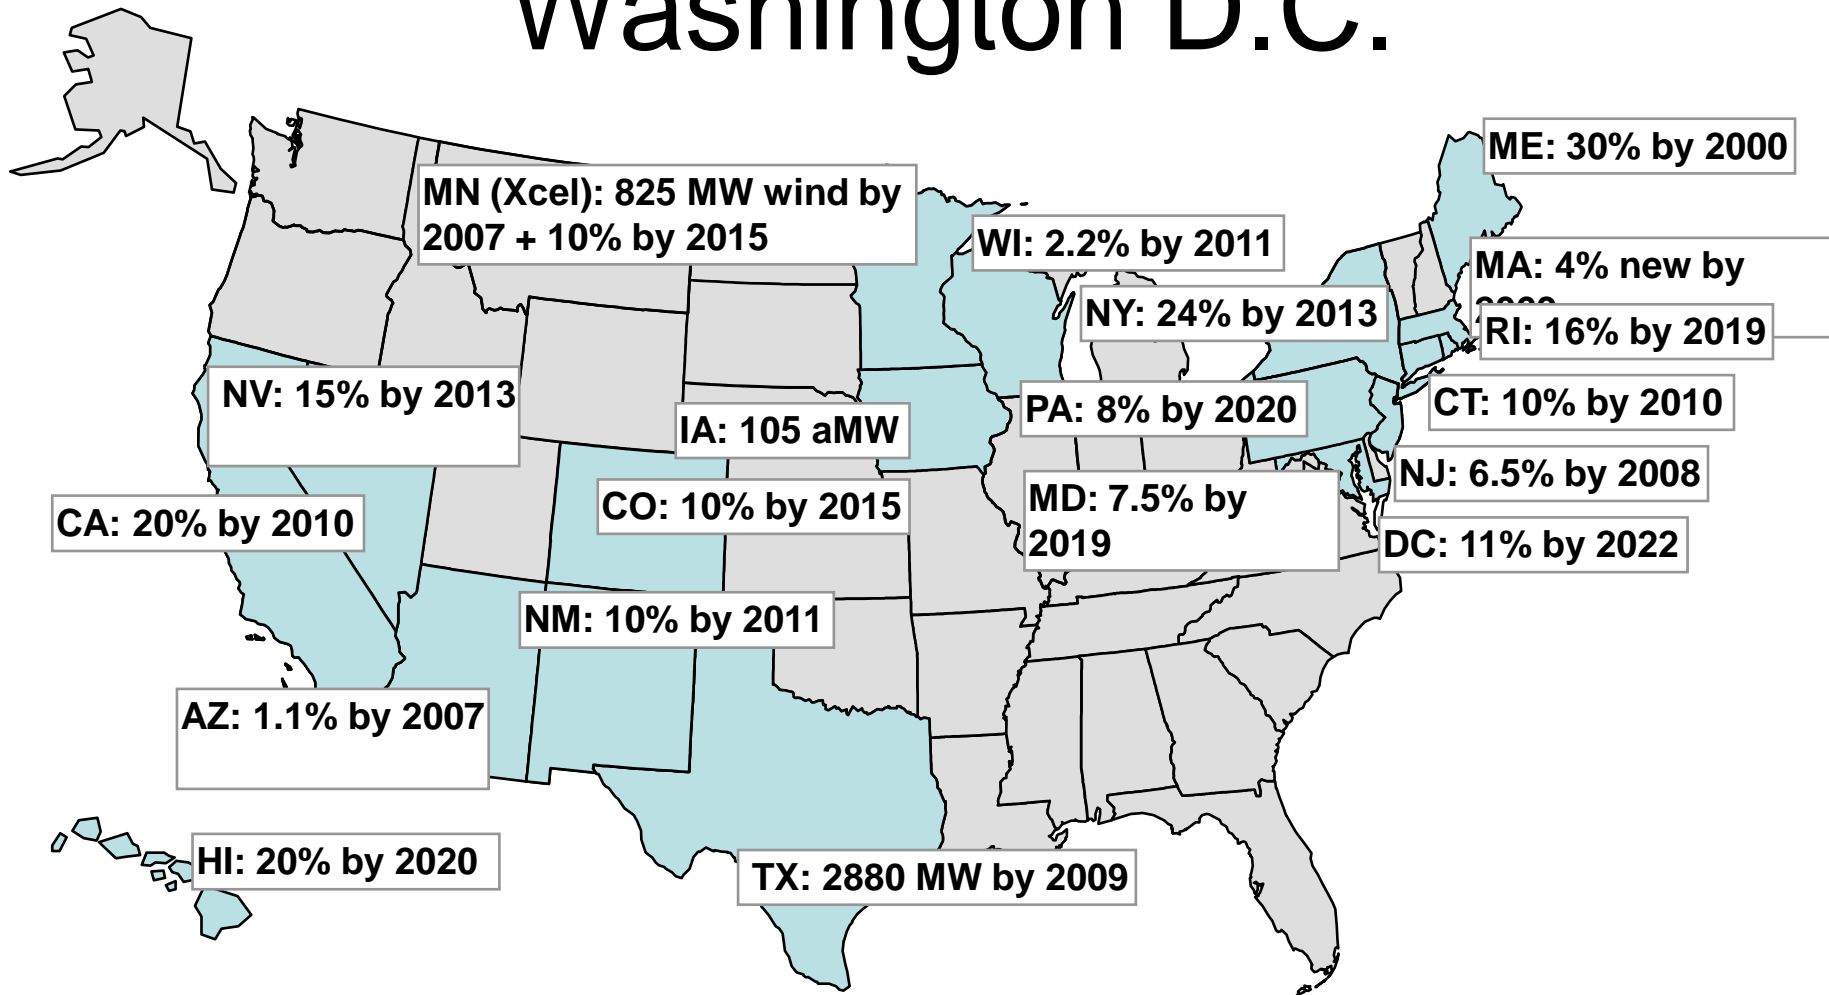 Washington D.C.
ME: 30% by 2000
MN (Xcel): 825 MW wind by
2007 + 10% by 2015
WI: 2.2% by 2011
MA: 4% new by
NY: 24% by 2013
RI: 16% by 2019
NV: 15% by 2013
IA: 105 aMW
PA: 8% by 2020
CT: 10% by 2010
CA: 20% by 2010
CO: 10% by 2015
MD: 7.5% by
2019
NJ: 6.5% by 2008
DC: 11% by 2022
NM: 10% by 2011
AZ: 1.1% by 2007
HI: 20% by 2020
TX: 2880 MW by 2009